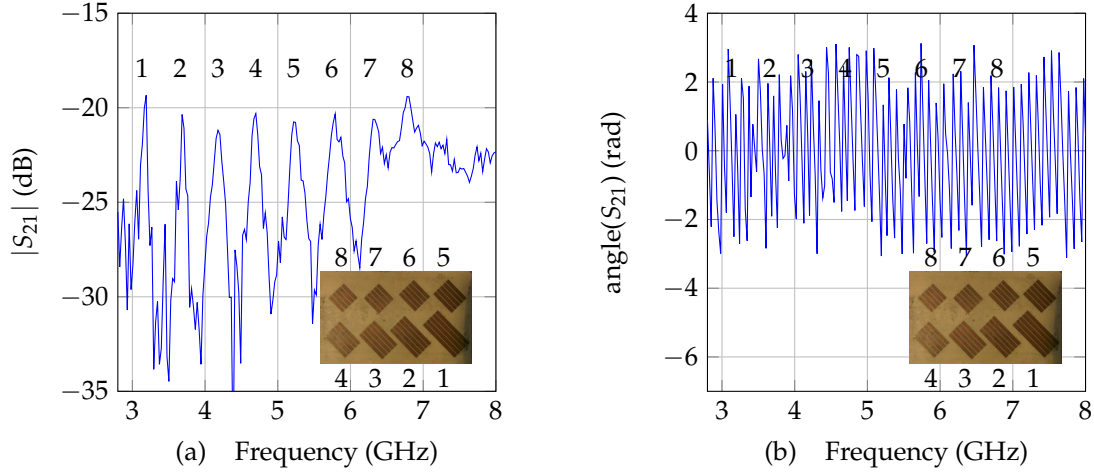 −15
−20
−25
−30
−35
|S21| (dB)
1 2 3 4 5 6 7 8
8 7 6 5
4 3 2 1
3 4 5 6 7 8
(a) Frequency (GHz)
4
2
0
−2
−4
−6
angle(S21) (rad)
1 2 3 4 5 6 7 8
8 7 6 5
4 3 2 1
3 4 5 6 7 8
(b) Frequency (GHz)